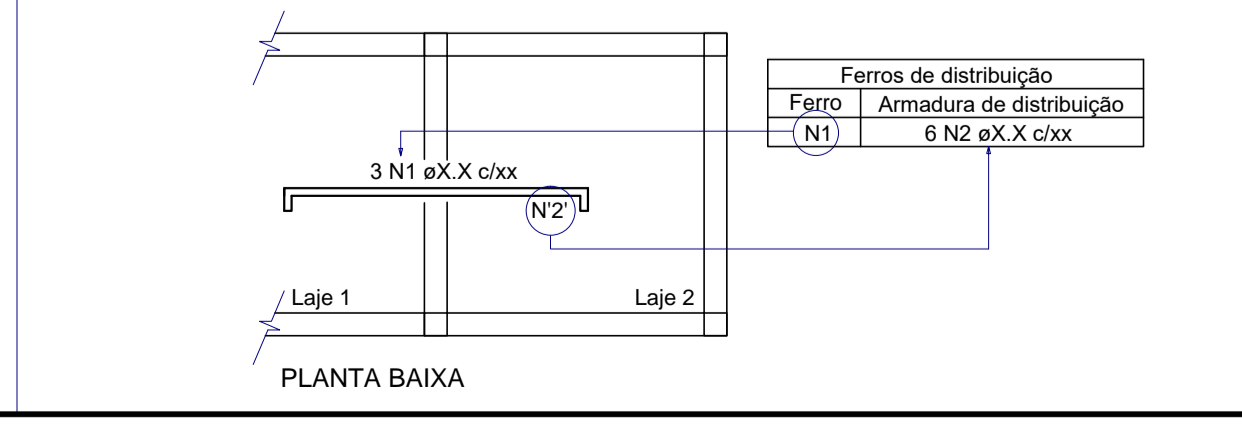 Ferros de distribuição
Ferro Armadura de distribuição
N1 6 N2 øX.X c/xx
3 N1 øX.X c/xx
N'2'
Laje 1 Laje 2
PLANTA BAIXA